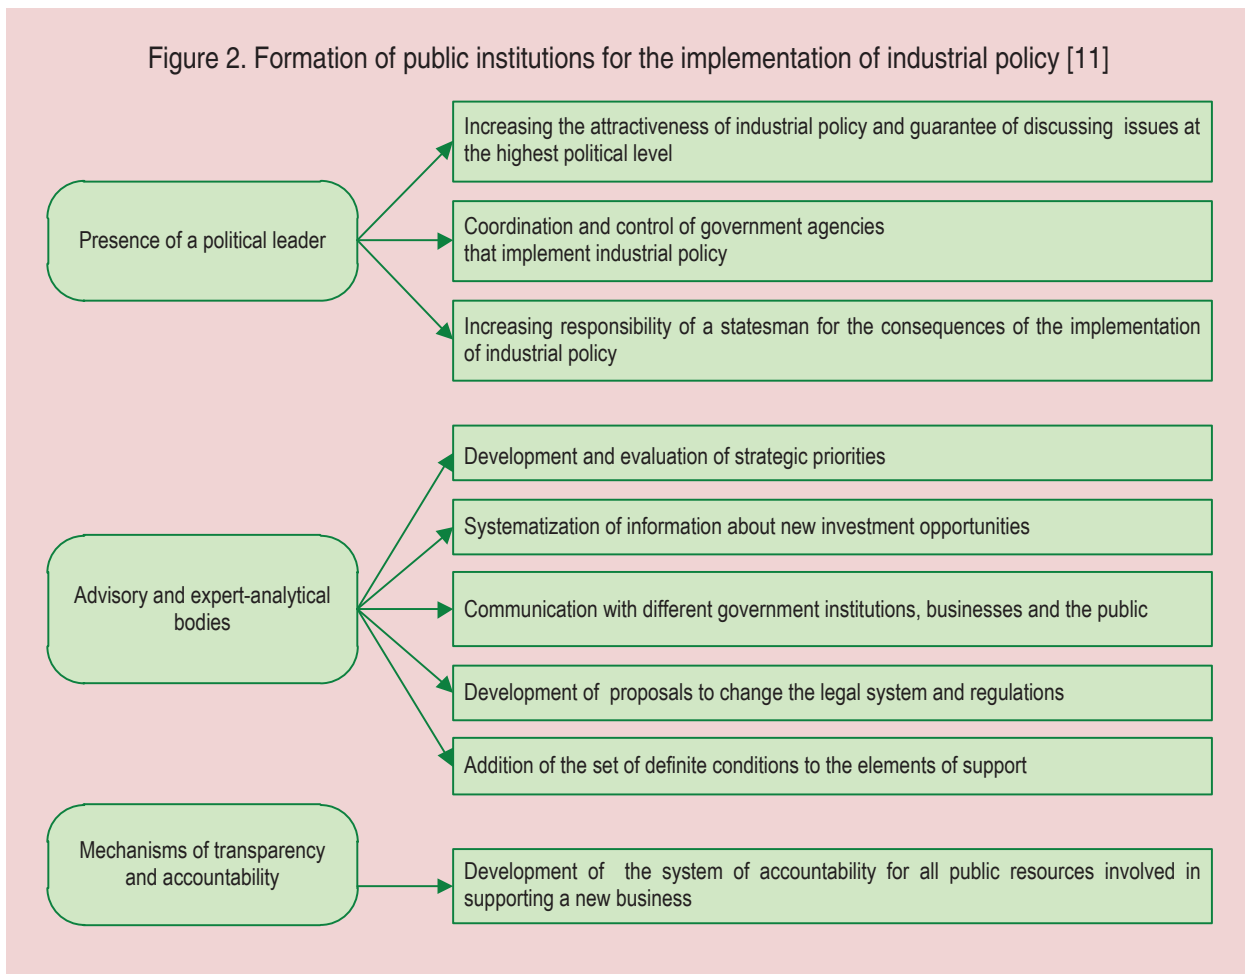 Figure 2. Formation of public institutions for the implementation of industrial policy [11]
Presence of a political leader
Increasing the attractiveness of industrial policy and guarantee of discussing issues at
the highest political level
Coordination and control of government agencies
that implement industrial policy
Increasing responsibility of a statesman for the consequences of the implementation
of industrial policy
Advisory and expert-analytical
bodies
Development and evaluation of strategic priorities
Systematization of information about new investment opportunities
Communication with different government institutions, businesses and the public
Development of proposals to change the legal system and regulations
Addition of the set of definite conditions to the elements of support
Mechanisms of transparency
and accountability
Development of the system of accountability for all public resources involved in
supporting a new business